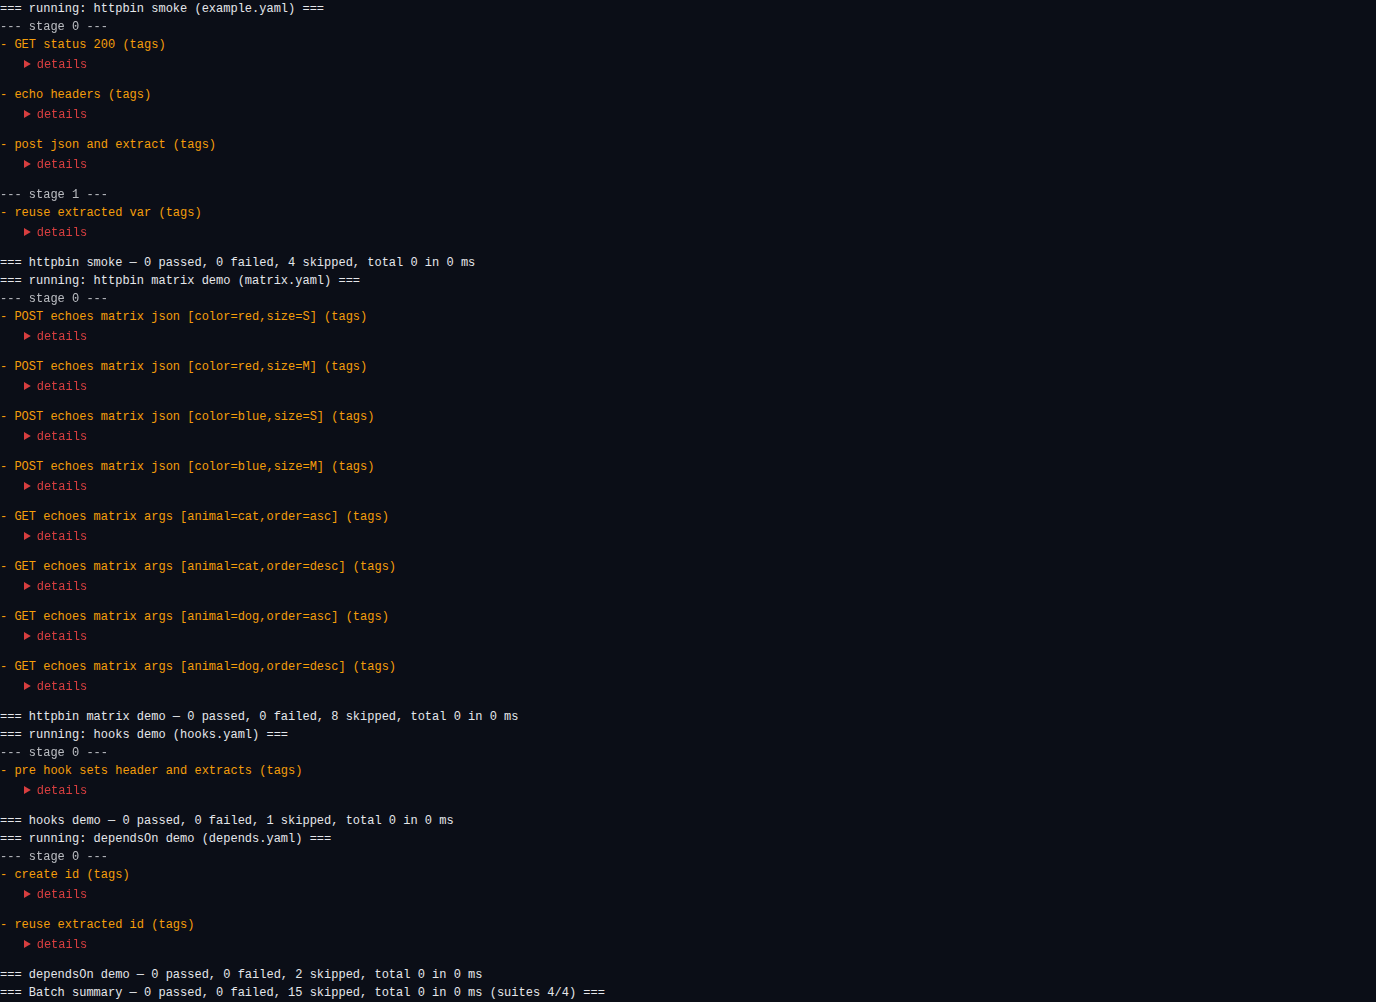 === running: httpbin smoke (example.yaml) ===
--- stage 0 ---
- GET status 200 (tags)
▶ details
- echo headers (tags)
▶ details
- post json and extract (tags)
▶ details
--- stage 1 ---
- reuse extracted var (tags)
▶ details
=== httpbin smoke — 0 passed, 0 failed, 4 skipped, total 0 in 0 ms
=== running: httpbin matrix demo (matrix.yaml) ===
--- stage 0 ---
- POST echoes matrix json [color=red,size=S] (tags)
▶ details
- POST echoes matrix json [color=red,size=M] (tags)
▶ details
- POST echoes matrix json [color=blue,size=S] (tags)
▶ details
- POST echoes matrix json [color=blue,size=M] (tags)
▶ details
- GET echoes matrix args [animal=cat,order=asc] (tags)
▶ details
- GET echoes matrix args [animal=cat,order=desc] (tags)
▶ details
- GET echoes matrix args [animal=dog,order=asc] (tags)
▶ details
- GET echoes matrix args [animal=dog,order=desc] (tags)
▶ details
=== httpbin matrix demo — 0 passed, 0 failed, 8 skipped, total 0 in 0 ms
=== running: hooks demo (hooks.yaml) ===
--- stage 0 ---
- pre hook sets header and extracts (tags)
▶ details
=== hooks demo — 0 passed, 0 failed, 1 skipped, total 0 in 0 ms
=== running: dependsOn demo (depends.yaml) ===
--- stage 0 ---
- create id (tags)
▶ details
- reuse extracted id (tags)
▶ details
=== dependsOn demo — 0 passed, 0 failed, 2 skipped, total 0 in 0 ms
=== Batch summary — 0 passed, 0 failed, 15 skipped, total 0 in 0 ms (suites 4/4) ===